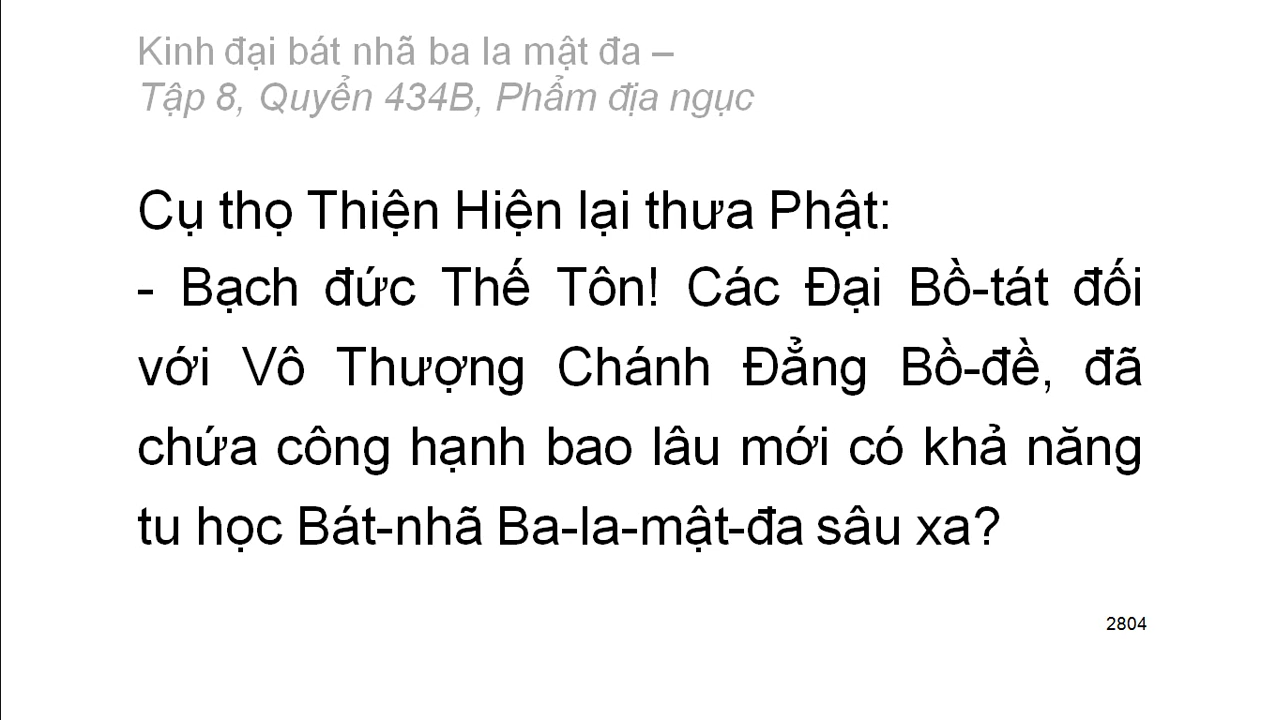 Kinh đại bát nhã ba la mật đa –
Tập 8, Quyển 434B, Phẩm địa ngục
Cụ thọ Thiện Hiện lại thưa Phật:
- Bạch đức Thế Tôn! Các Đại Bồ-tát đối
với Vô Thượng Chánh Đẳng Bồ-đề, đã
chứa công hạnh bao lâu mới có khả năng
tu học Bát-nhã Ba-la-mật-đa sâu xa?
2804